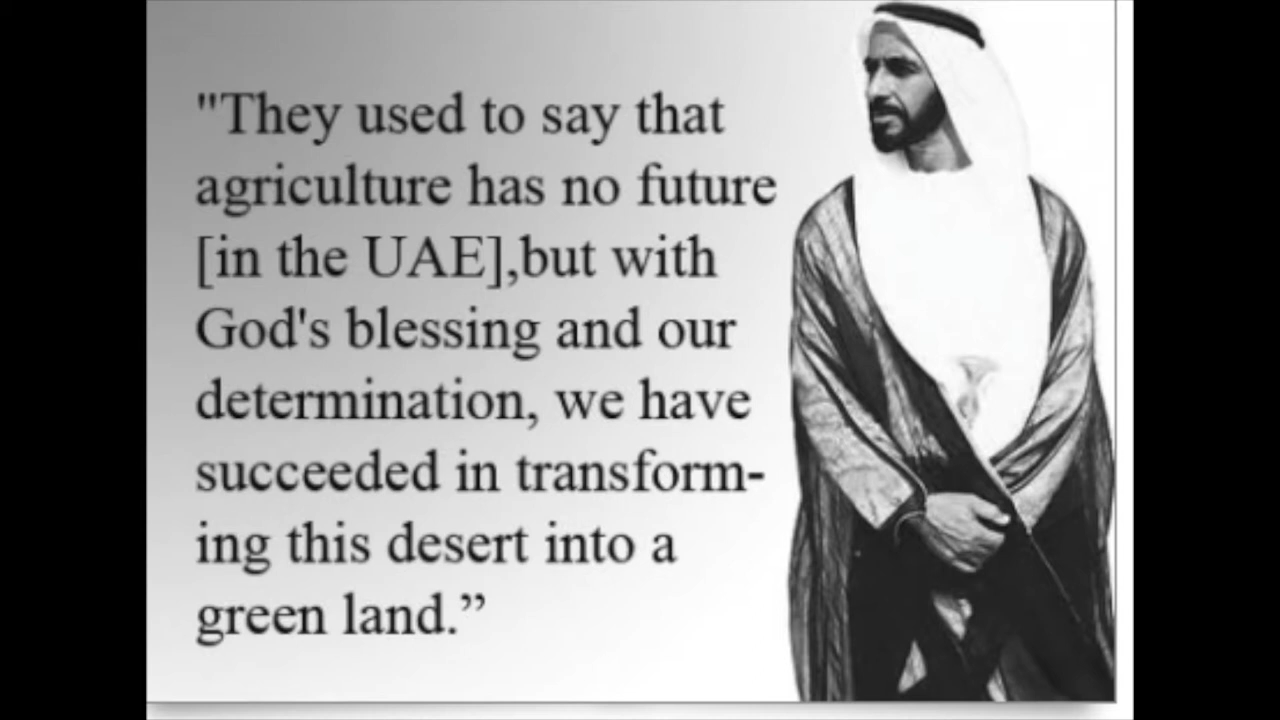 "They used to say that
agriculture has no future
[in the UAE],but with
God's blessing and our
determination, we have
succeeded in transform-
ing this desert into a
green land.”